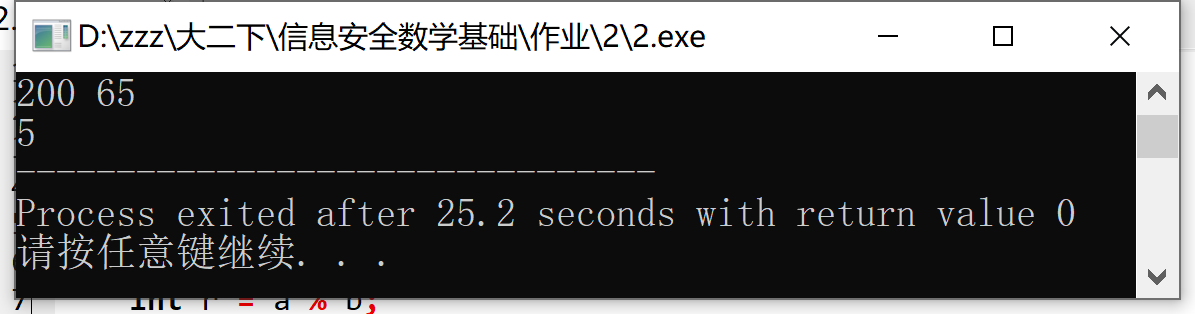 2.
D:\zzz\大二下\信息安全数学基础\作业\2\2.exe
200 65
5
--------------------------------
Process exited after 25.2 seconds with return value 0
请按任意键继续. . .
7 int r = a % b;